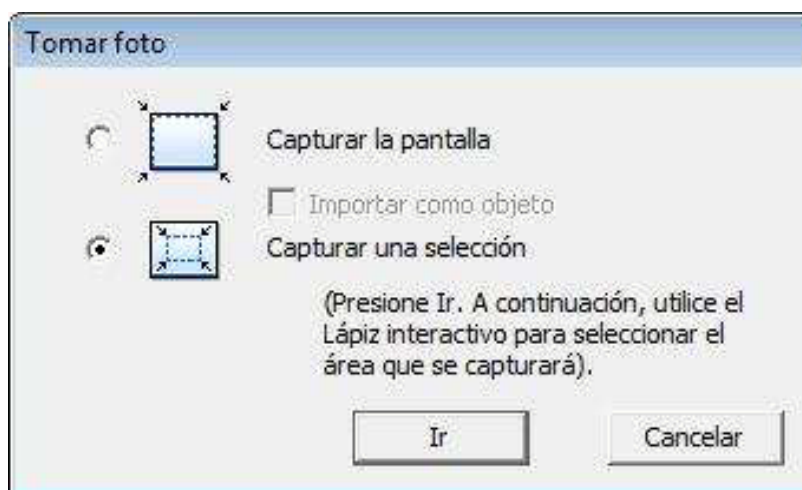 Tomar foto
Capturar la pantalla
Importar como objeto
Capturar una selección
(Presione Ir. A continuación, utilice el
Lápiz interactivo para seleccionar el
área que se capturará).
Ir
Cancelar